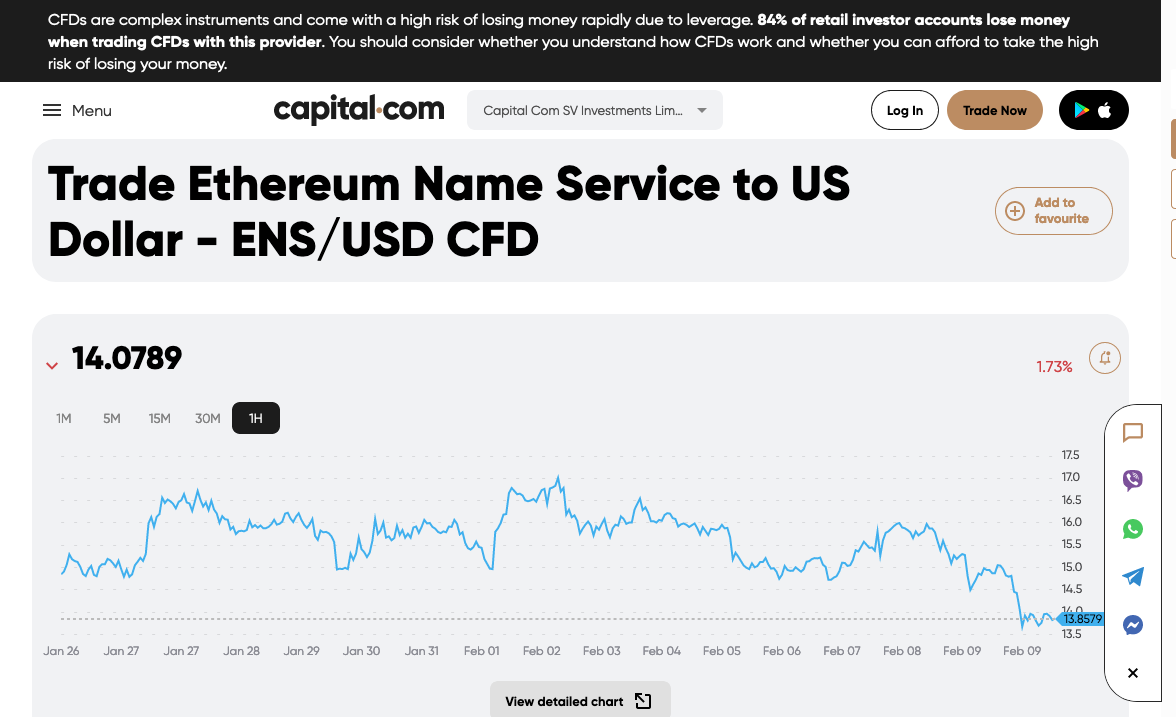 CFDs are complex instruments and come with a high risk of losing money rapidly due to leverage. 84% of retail investor accounts lose money
when trading CFDs with this provider. You should consider whether you understand how CFDs work and whether you can afford to take the high
risk of losing your money.
Menu
capital.com
Capital Com SV Investments Lim...
Log In
Trade Now
Trade Ethereum Name Service to US
Dollar - ENS/USD CFD
Add to
favourite
14.0789
1.73%
1M 5M 15M 30M 1H
17.5
17.0
16.5
16.0
15.5
15.0
14.5
14.0
13.8579
13.5
Jan 26 Jan 27 Jan 27 Jan 28 Jan 29 Jan 30 Jan 31 Feb 01 Feb 02 Feb 03 Feb 04 Feb 05 Feb 06 Feb 07 Feb 08 Feb 09 Feb 09
View detailed chart